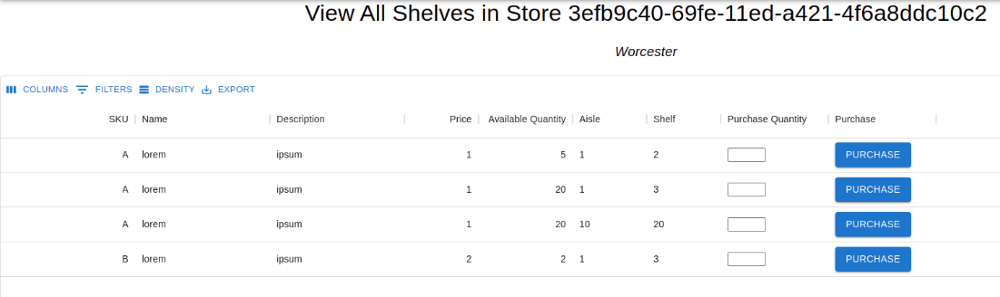 View All Shelves in Store 3efb9c40-69fe-11ed-a421-4f6a8ddc10c2
Worcester
COLUMNS FILTERS DENSITY EXPORT
SKU Name Description Price Available Quantity Aisle Shelf Purchase Quantity Purchase
A lorem ipsum 1 5 1 2 PURCHASE
A lorem ipsum 1 20 1 3 PURCHASE
A lorem ipsum 1 20 10 20 PURCHASE
B lorem ipsum 2 2 1 3 PURCHASE